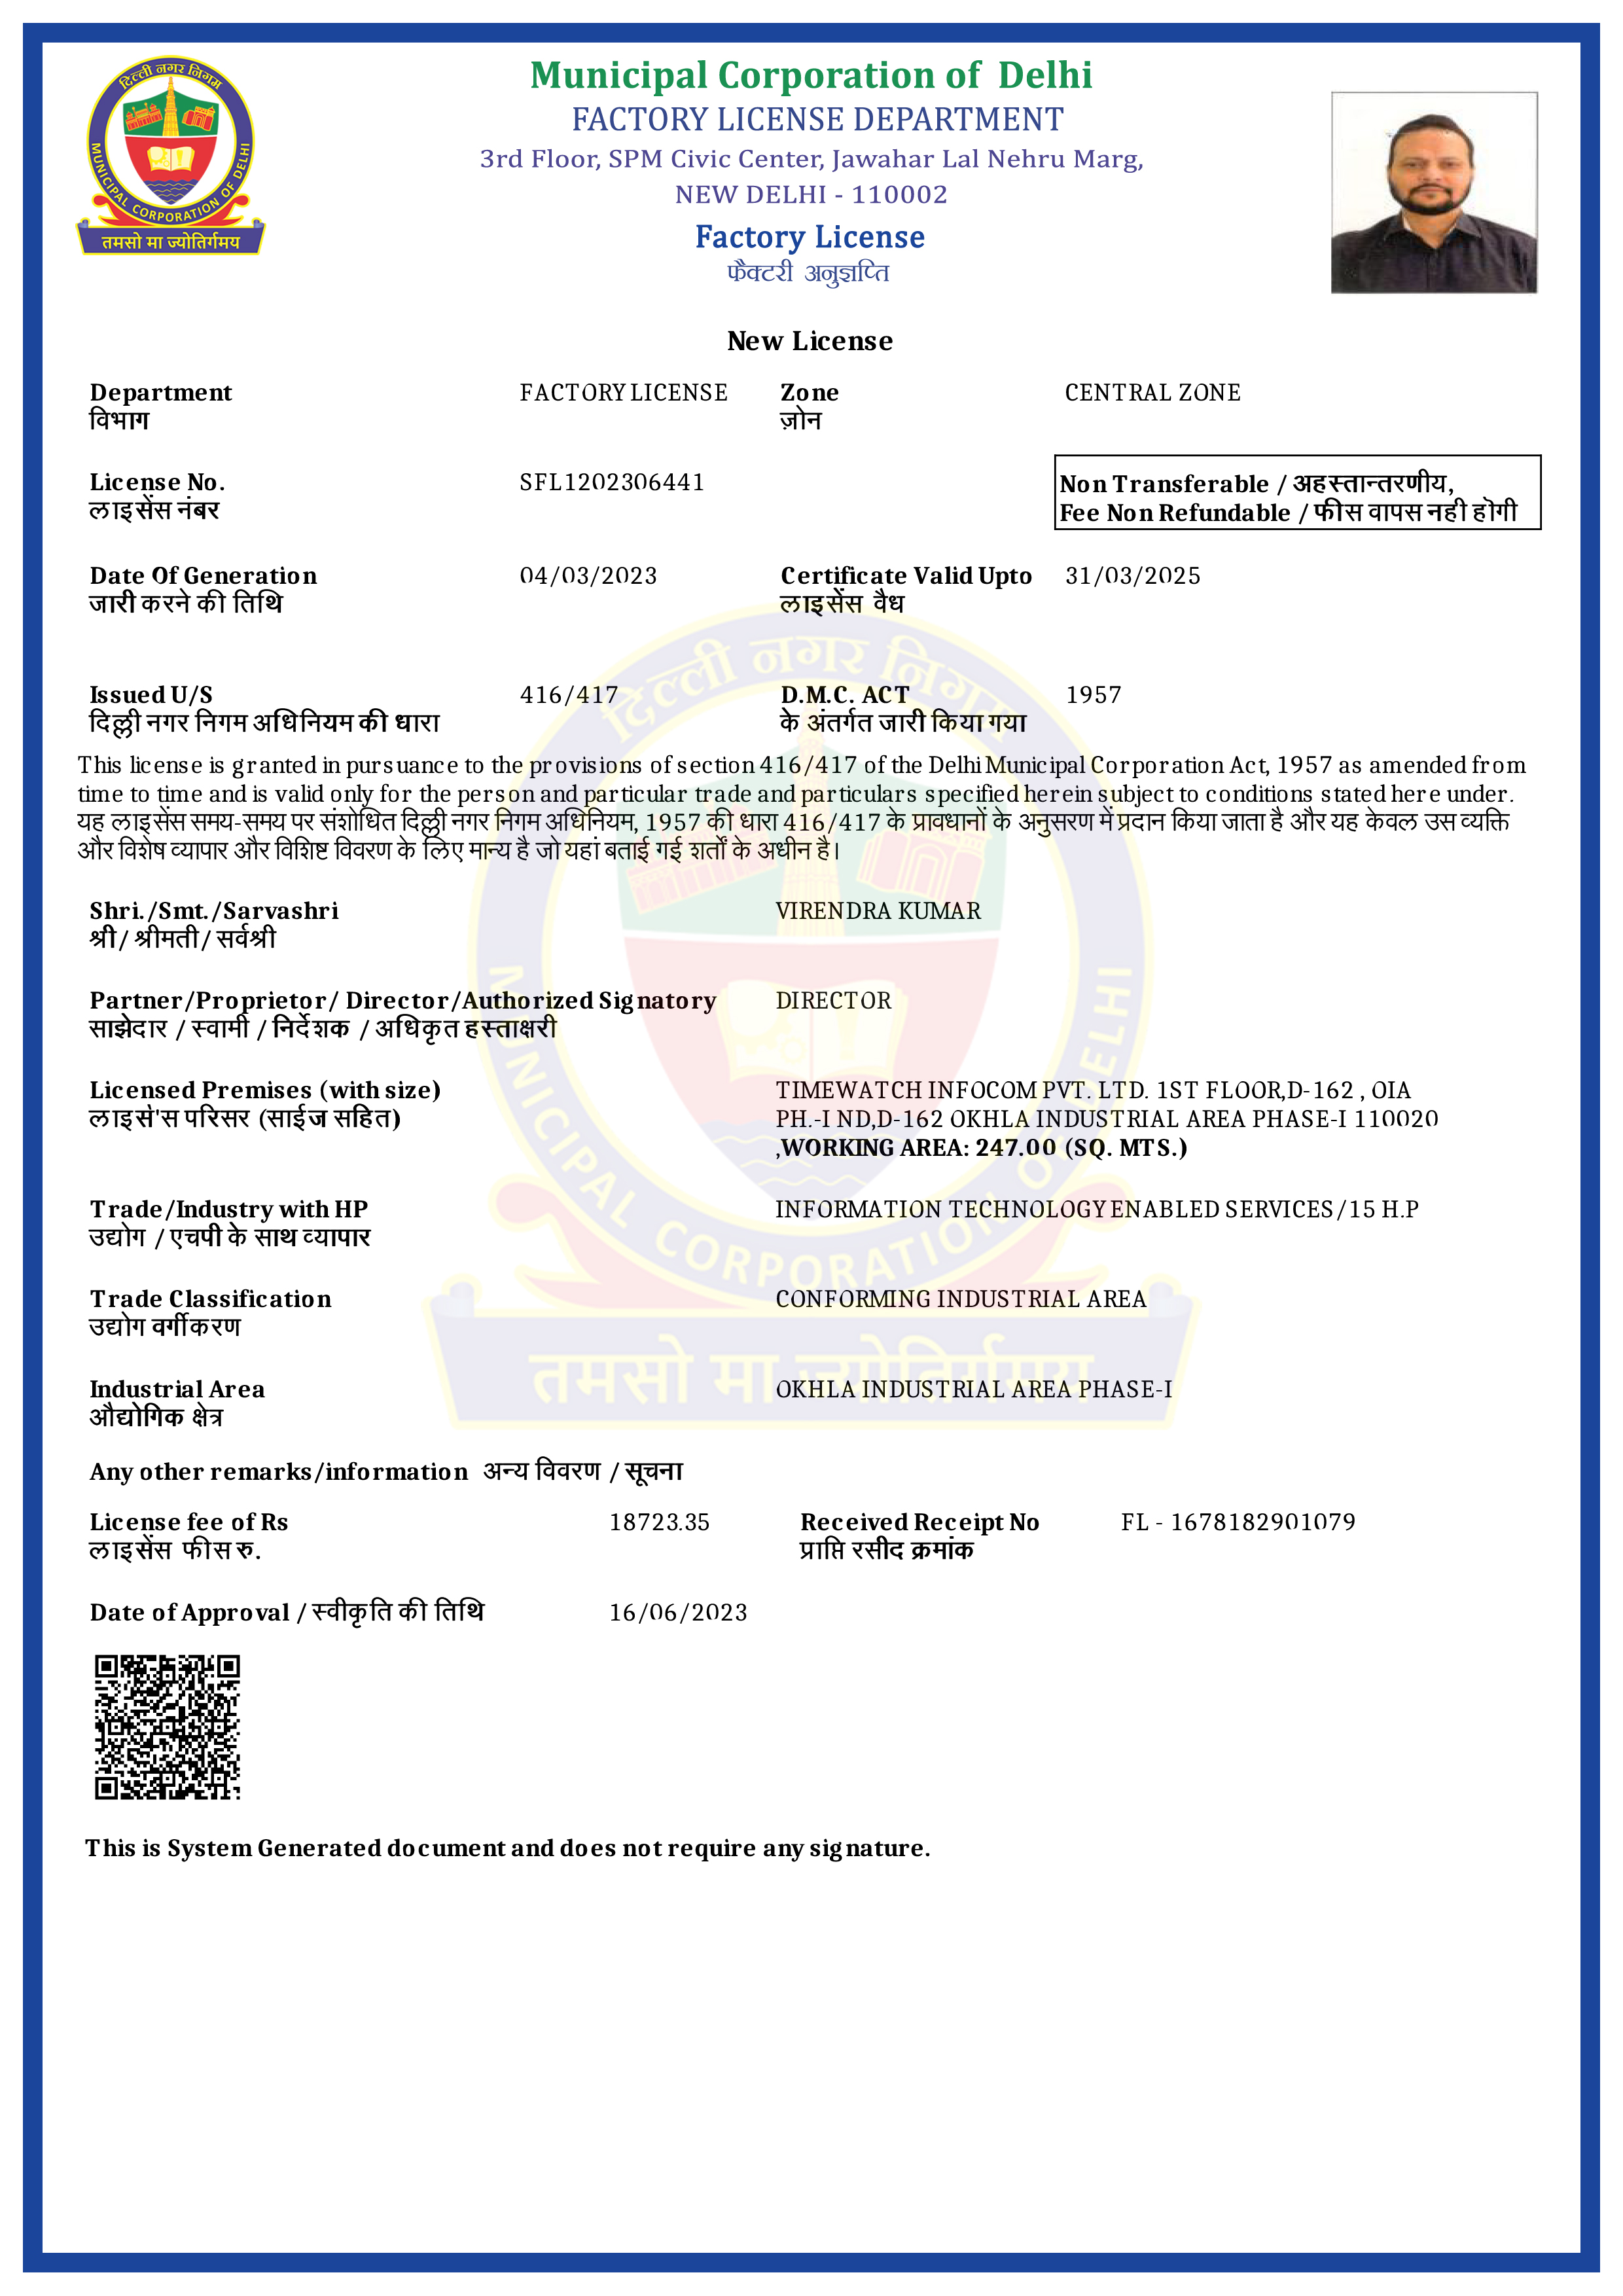 दिल्ली नगर निगम
MUNICIPAL CORPORATION OF DELHI
तमसो मा ज्योतिर्गमय
Municipal Corporation of Delhi
FACTORY LICENSE DEPARTMENT
3rd Floor, SPM Civic Center, Jawahar Lal Nehru Marg,
NEW DELHI - 110002
Factory License
फैक्टरी अनुज्ञप्ति
New License
Department FACTORY LICENSE Zone CENTRAL ZONE
विभाग ज़ोन
License No. SFL1202306441 Non Transferable / अहस्तान्तरणीय,
लाइसेंस नंबर Fee Non Refundable / फीस वापस नही होगी
Date Of Generation 04/03/2023 Certificate Valid Upto 31/03/2025
जारी करने की तिथि लाइसेंस वैध
Issued U/S 416/417 D.M.C. ACT 1957
दिल्ली नगर निगम अधिनियम की धारा के अंतर्गत जारी किया गया
This license is granted in pursuance to the provisions of section 416/417 of the Delhi Municipal Corporation Act, 1957 as amended from
time to time and is valid only for the person and particular trade and particulars specified herein subject to conditions stated here under.
यह लाइसेंस समय-समय पर संशोधित दिल्ली नगर निगम अधिनियम, 1957 की धारा 416/417 के प्रावधानों के अनुसरण में प्रदान किया जाता है और यह केवल उस व्यक्ति
और विशेष व्यापार और विशिष्ट विवरण के लिए मान्य है जो यहां बताई गई शर्तों के अधीन है।
Shri./Smt./Sarvashri VIRENDRA KUMAR
श्री/ श्रीमती/ सर्वश्री
Partner/Proprietor/ Director/Authorized Signatory DIRECTOR
साझेदार / स्वामी / निर्देशक / अधिकृत हस्ताक्षरी
Licensed Premises (with size) TIMEWATCH INFOCOM PVT. LTD. 1ST FLOOR,D-162 , OIA
लाइसे'स परिसर (साईज सहित) PH.-I ND,D-162 OKHLA INDUSTRIAL AREA PHASE-I 110020
,WORKING AREA: 247.00 (SQ. MTS.)
Trade/Industry with HP INFORMATION TECHNOLOGY ENABLED SERVICES/15 H.P
उद्योग / एचपी के साथ व्यापार
Trade Classification CONFORMING INDUSTRIAL AREA
उद्योग वर्गीकरण
Industrial Area OKHLA INDUSTRIAL AREA PHASE-I
औद्योगिक क्षेत्र
Any other remarks/information अन्य विवरण / सूचना
License fee of Rs 18723.35 Received Receipt No FL - 1678182901079
लाइसेंस फीस रु. प्राप्ति रसीद क्रमांक
Date of Approval / स्वीकृति की तिथि 16/06/2023
This is System Generated document and does not require any signature.